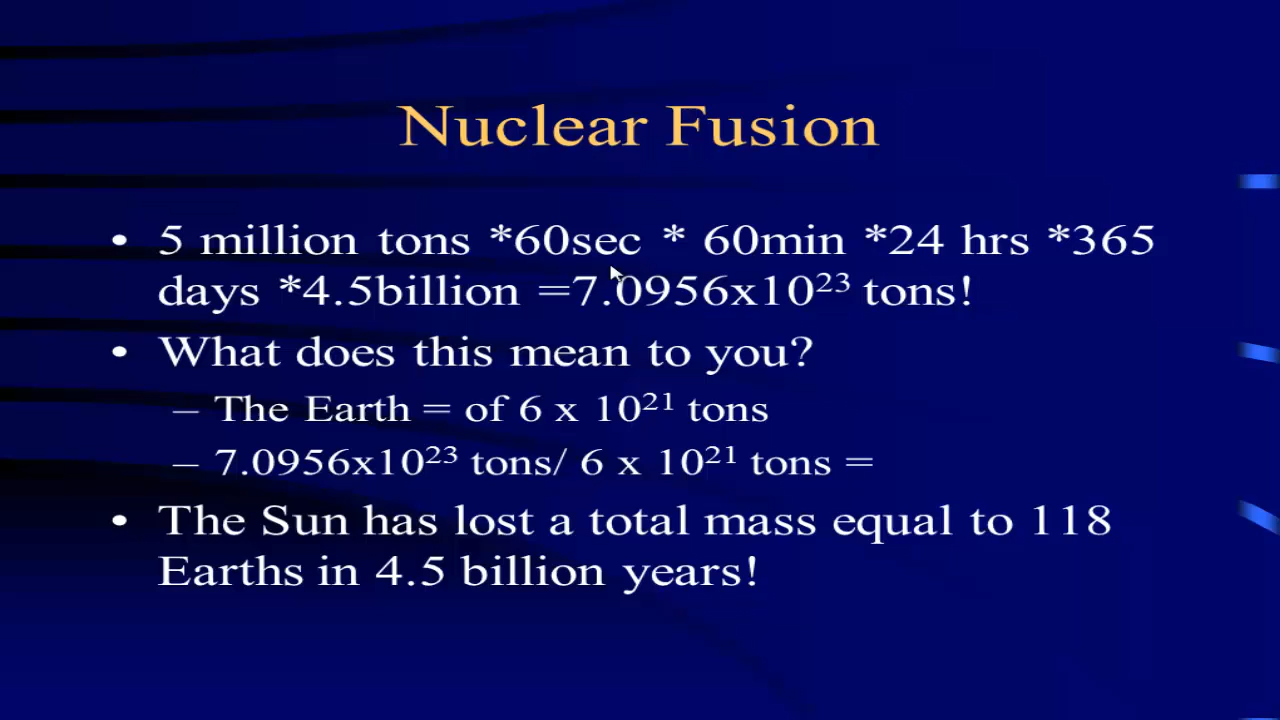 Nuclear Fusion
• 5 million tons *60sec * 60min *24 hrs *365
days *4.5billion =7.0956x10²³ tons!
• What does this mean to you?
– The Earth = of 6 x 10²¹ tons
– 7.0956x10²³ tons/ 6 x 10²¹ tons =
• The Sun has lost a total mass equal to 118
Earths in 4.5 billion years!